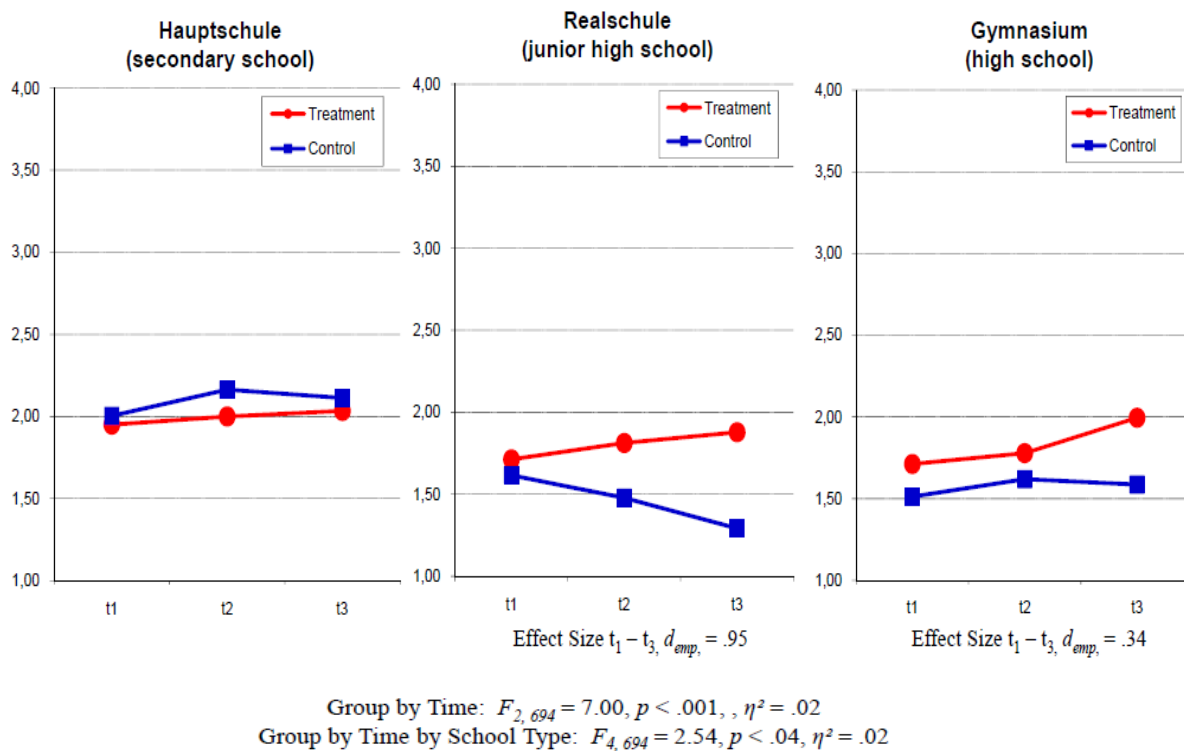 Hauptschule
(secondary school)
4,00
3,50
3,00
2,50
2,00
1,50
1,00
Treatment
Control
t1
t2
t3
Realschule
(junior high school)
4,00
3,50
3,00
2,50
2,00
1,50
1,00
Treatment
Control
t1
t2
t3
Effect Size t₁ – t₃, d_emp, = .95
Gymnasium
(high school)
4,00
3,50
3,00
2,50
2,00
1,50
1,00
Treatment
Control
t1
t2
t3
Effect Size t₁ – t₃, d_emp, = .34
Group by Time: F₂, ₆₉₄ = 7.00, p < .001, , η² = .02
Group by Time by School Type: F₄, ₆₉₄ = 2.54, p < .04, η² = .02